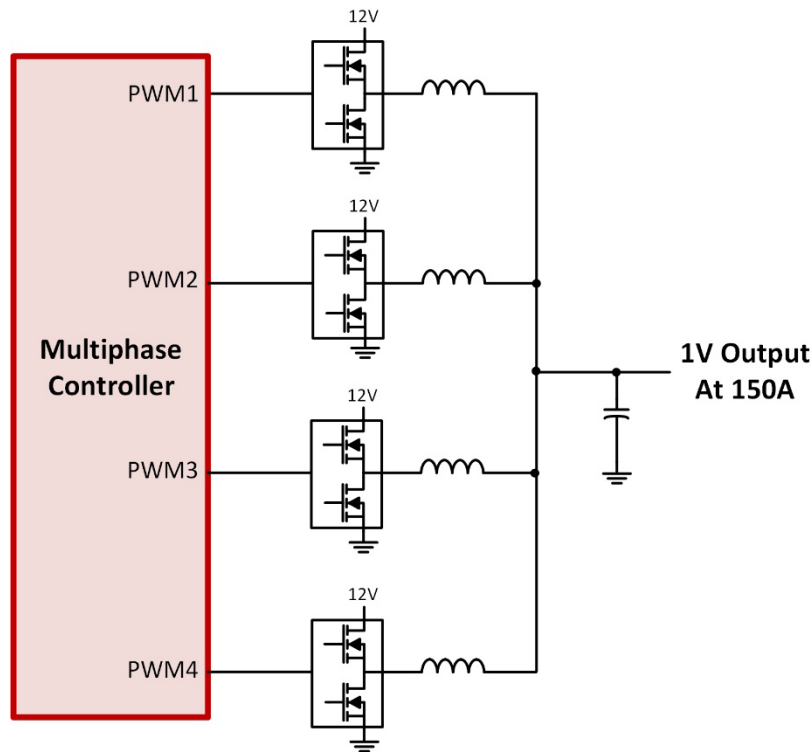 12V
PWM1
12V
PWM2
Multiphase
Controller
1V Output
At 150A
12V
PWM3
12V
PWM4